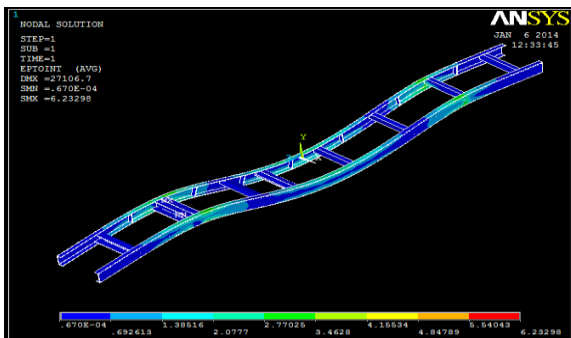 1
NODAL SOLUTION
STEP=1
SUB =1
TIME=1
EPTOINT (AVG)
DMX =27106.7
SMN =.670E-04
SMX =6.23298
ANSYS
JAN 6 2014
12:33:45
Y
X
MX
MN
.670E-04 1.38516 2.77025 4.15534 5.54043
.692613 2.0777 3.4628 4.84789 6.23298